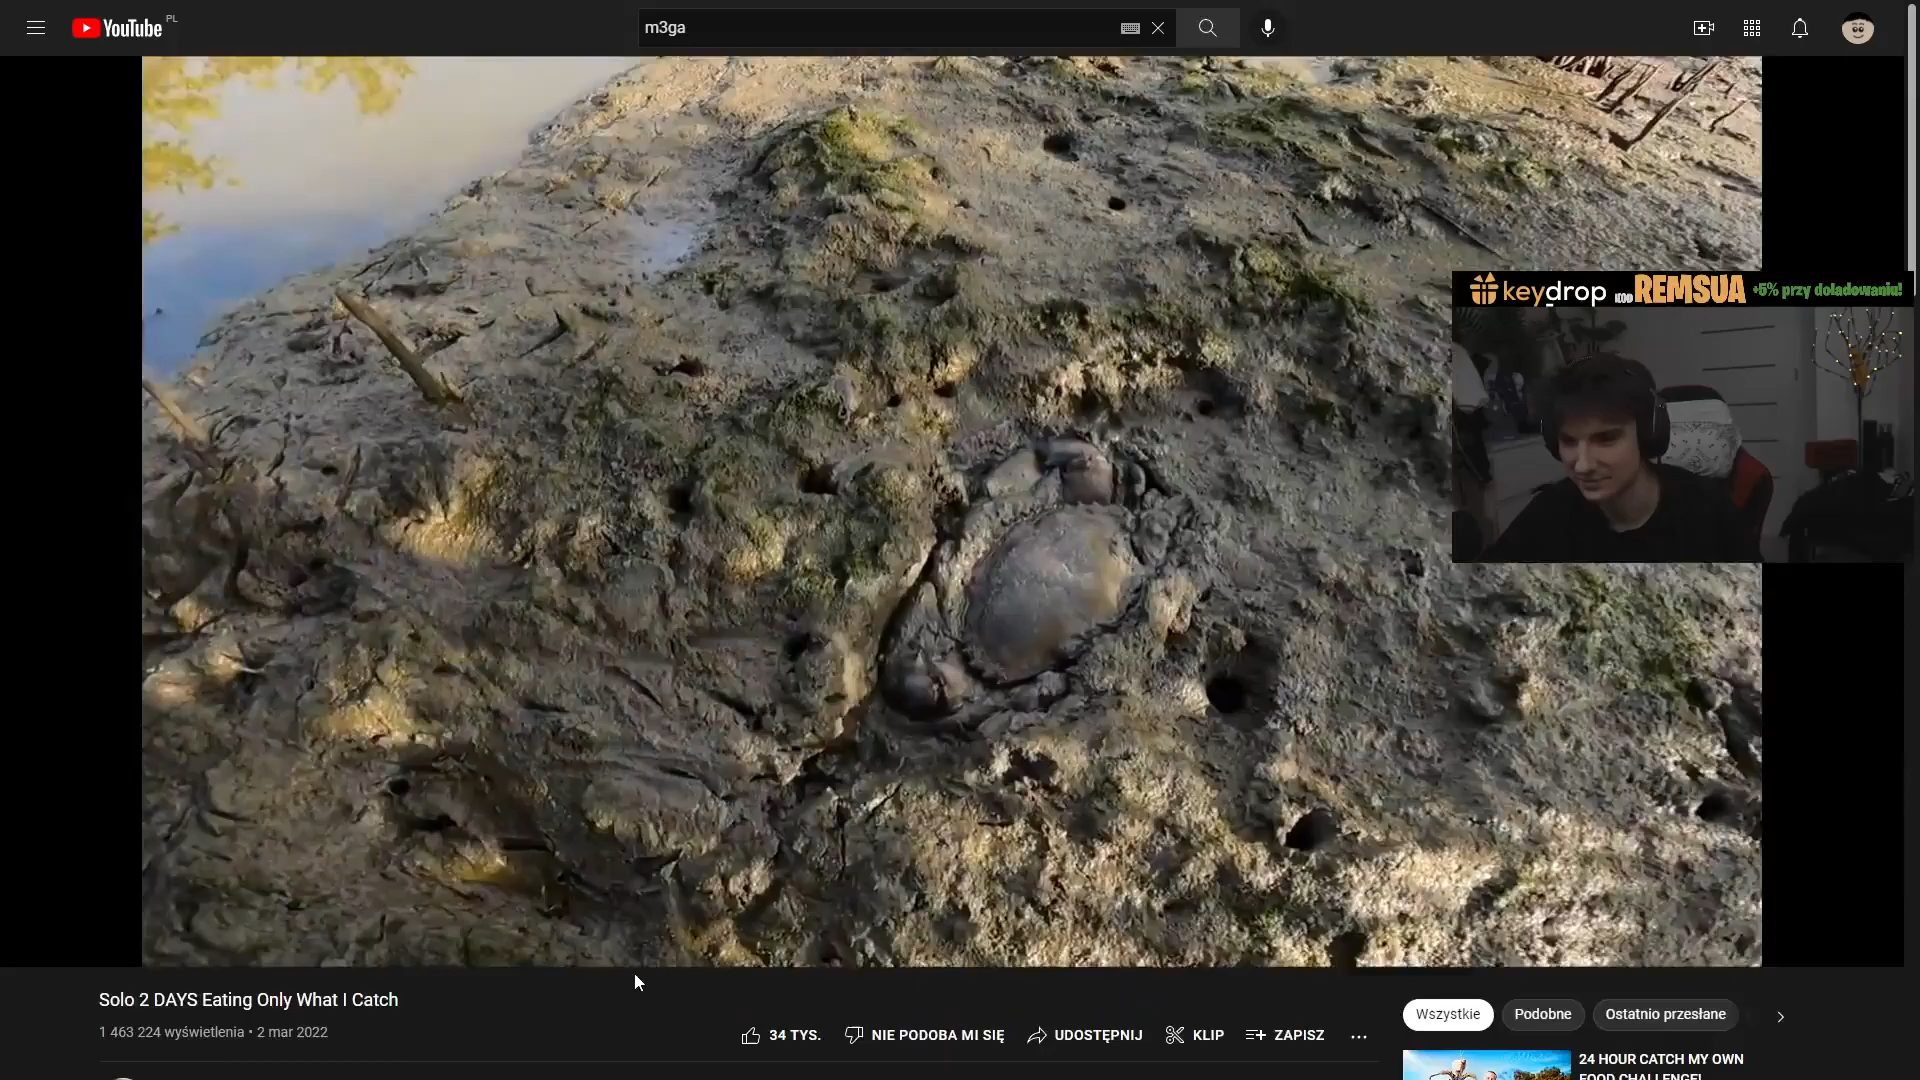 YouTube PL
m3ga
keydrop KOD REMSUA +5% przy doładowaniu!
Solo 2 DAYS Eating Only What I Catch
1 463 224 wyświetlenia • 2 mar 2022
34 TYS. NIE PODOBA MI SIĘ UDOSTĘPNIJ KLIP ZAPISZ
Wszystkie Podobne Ostatnio przesłane
24 HOUR CATCH MY OWN
FOOD CHALLENGE!